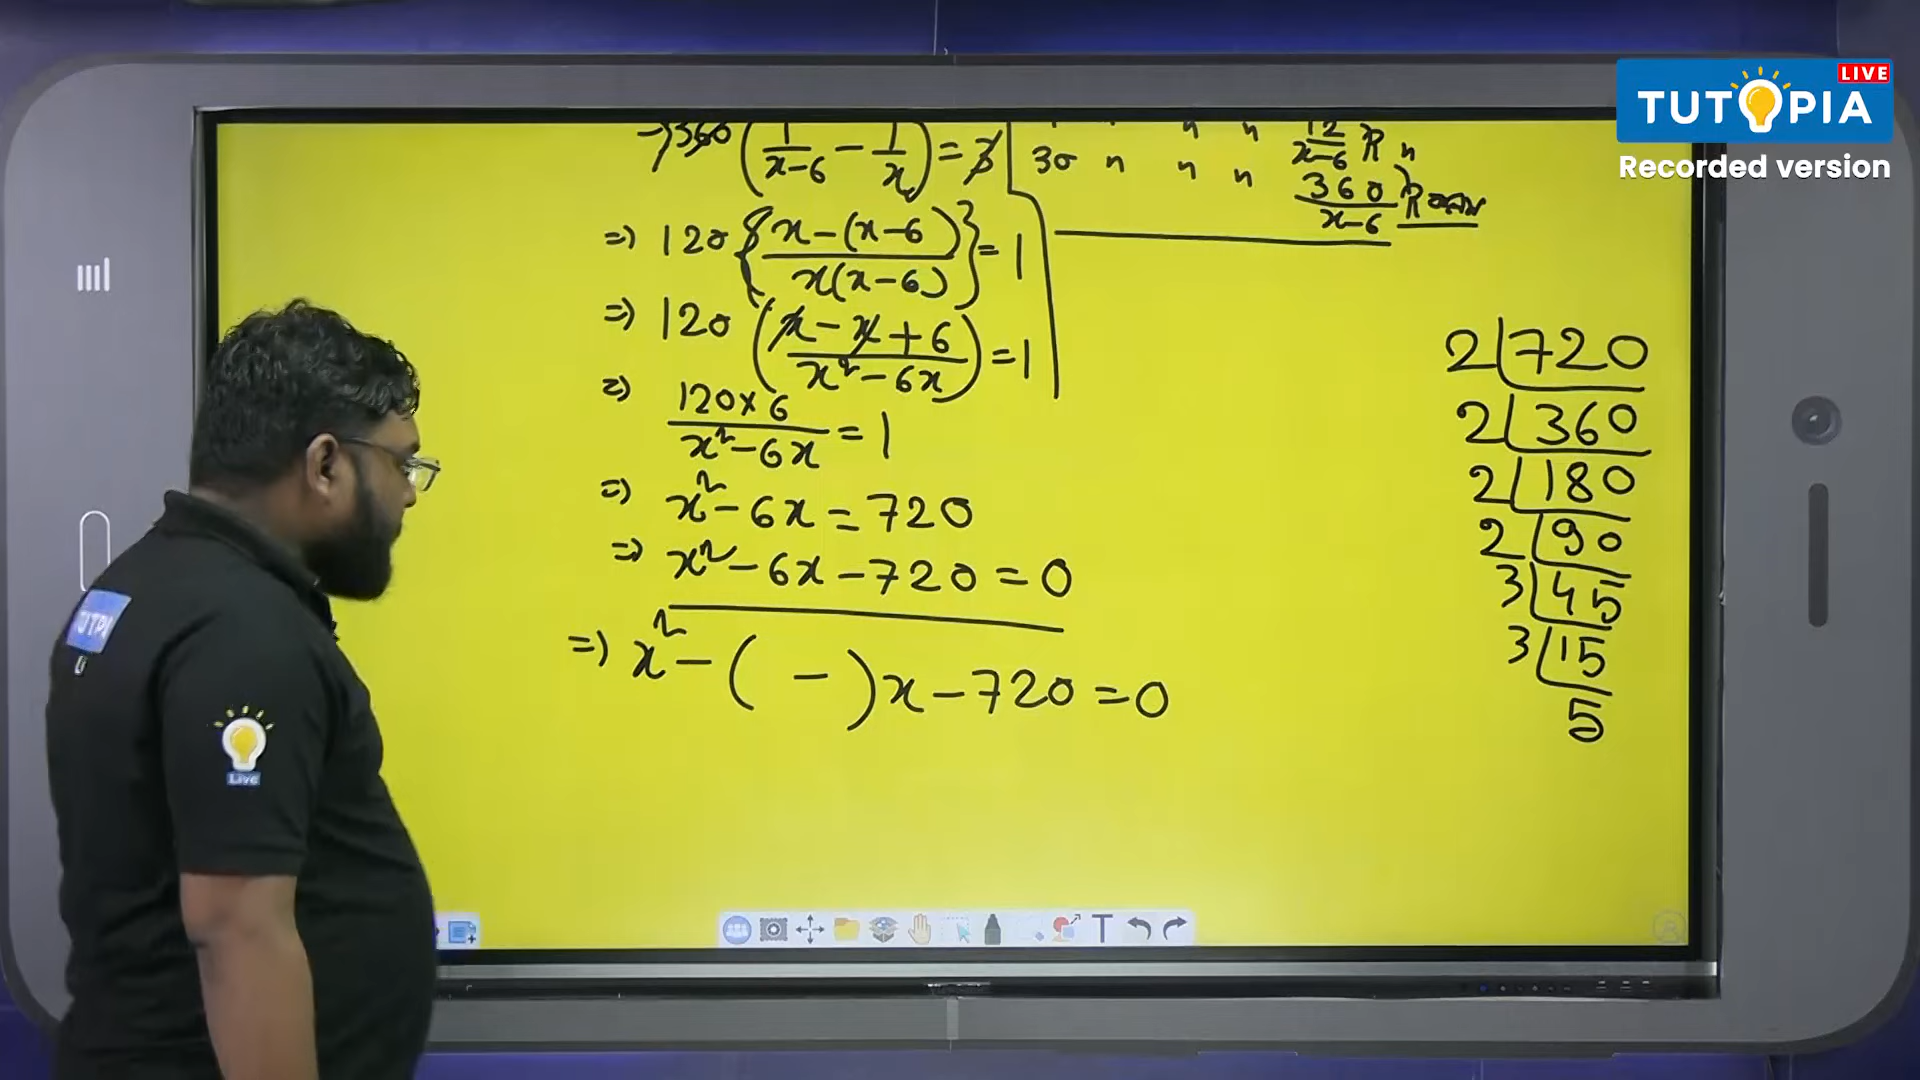 LIVE
TUTOPIA
Recorded version
360 (1/(x-6) - 1/x) = 3
12/(x-6)
30 " " " 360/(x-6)
=> 120 {(x-(x-6))/(x(x-6))} = 1
=> 120 ((x-x+6)/(x²-6x)) = 1
=> (120×6)/(x²-6x) = 1
=> x²-6x = 720
=> x²-6x-720 = 0
=> x²-( - )x-720 = 0
2|720
2|360
2|180
2|90
3|45
3|15
5
Live